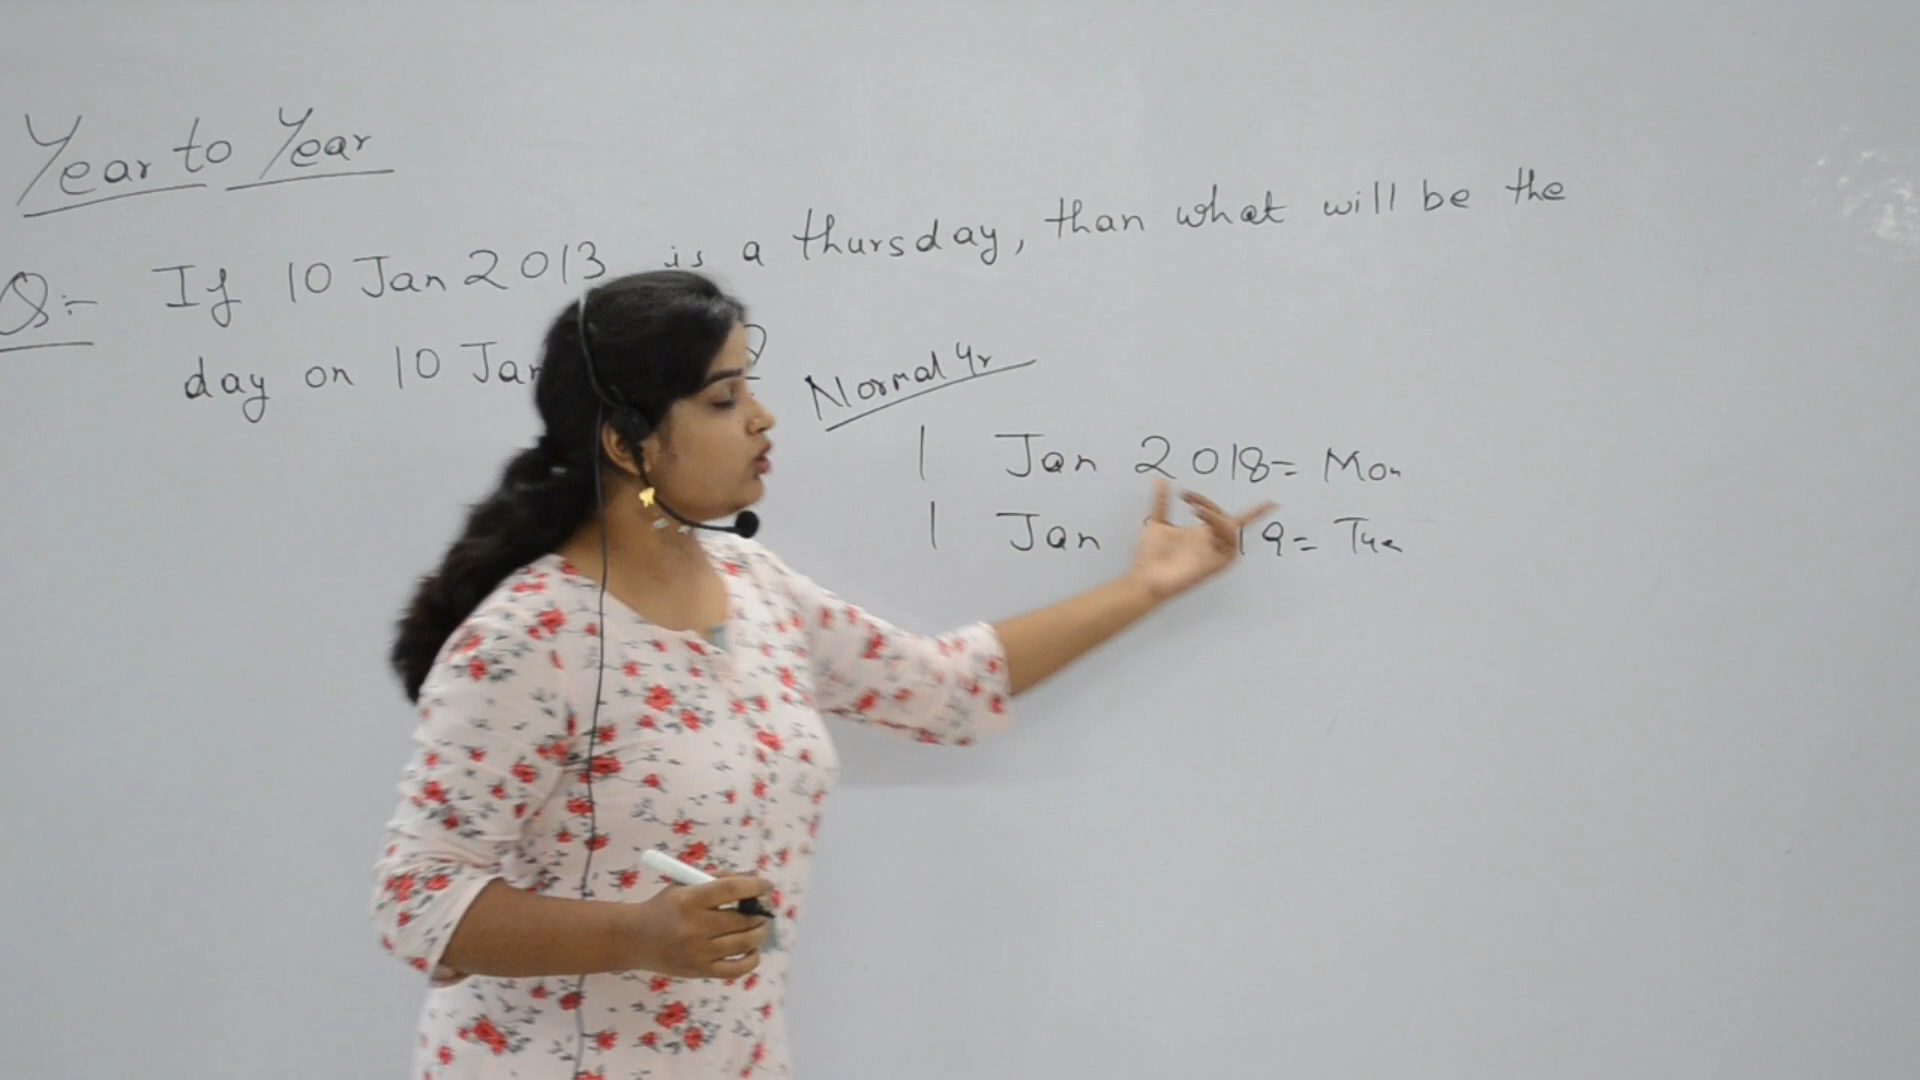 Year to Year
Q:- If 10 Jan 2013 is a thursday, than what will be the
day on 10 Jan ?
Normal Yr
1 Jan 2018= Mon
1 Jan 19= Tue